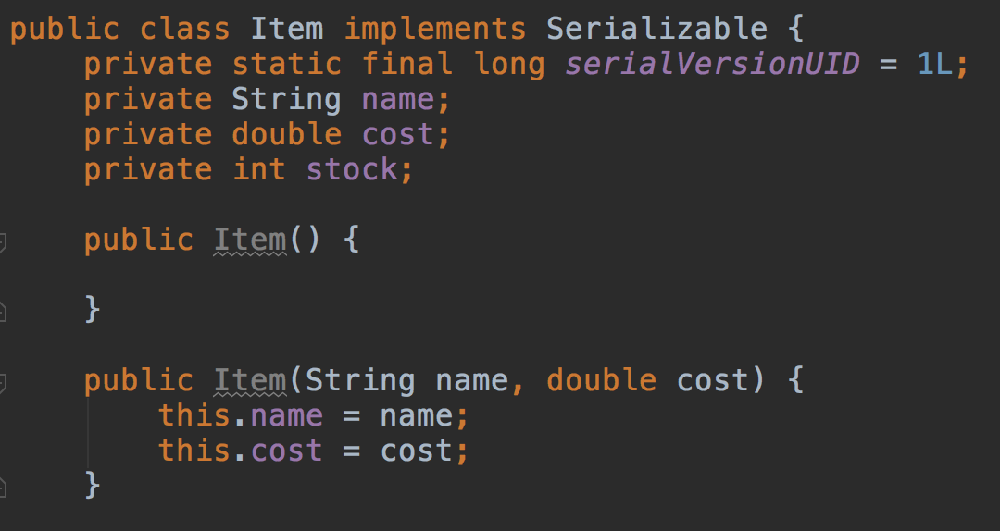 public class Item implements Serializable {
    private static final long serialVersionUID = 1L;
    private String name;
    private double cost;
    private int stock;

    public Item() {

    }

    public Item(String name, double cost) {
        this.name = name;
        this.cost = cost;
    }